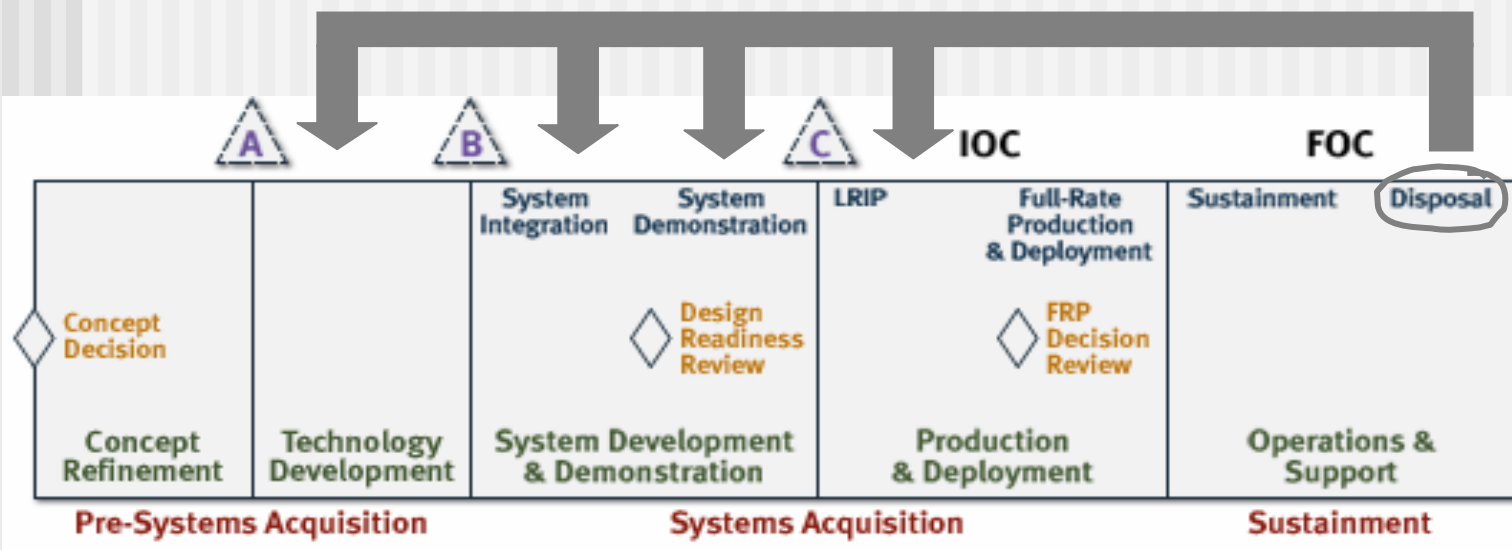 A
B
C
IOC
FOC
System
Integration
System
Demonstration
LRIP
Full-Rate
Production
& Deployment
Sustainment
Disposal
Concept
Decision
Design
Readiness
Review
FRP
Decision
Review
Concept
Refinement
Technology
Development
System Development
& Demonstration
Production
& Deployment
Operations &
Support
Pre-Systems Acquisition
Systems Acquisition
Sustainment